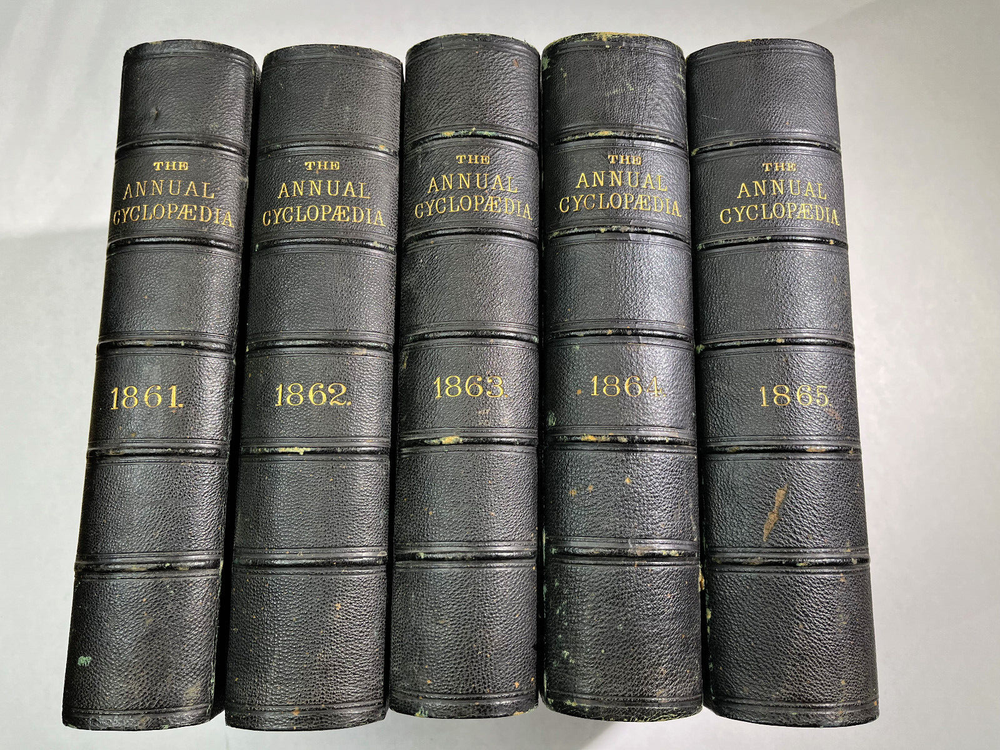 THE
ANNUAL
CYCLOPÆDIA
1861.
THE
ANNUAL
CYCLOPÆDIA
1862.
THE
ANNUAL
CYCLOPÆDIA
1863.
THE
ANNUAL
CYCLOPÆDIA
1864
THE
ANNUAL
CYCLOPÆDIA
1865